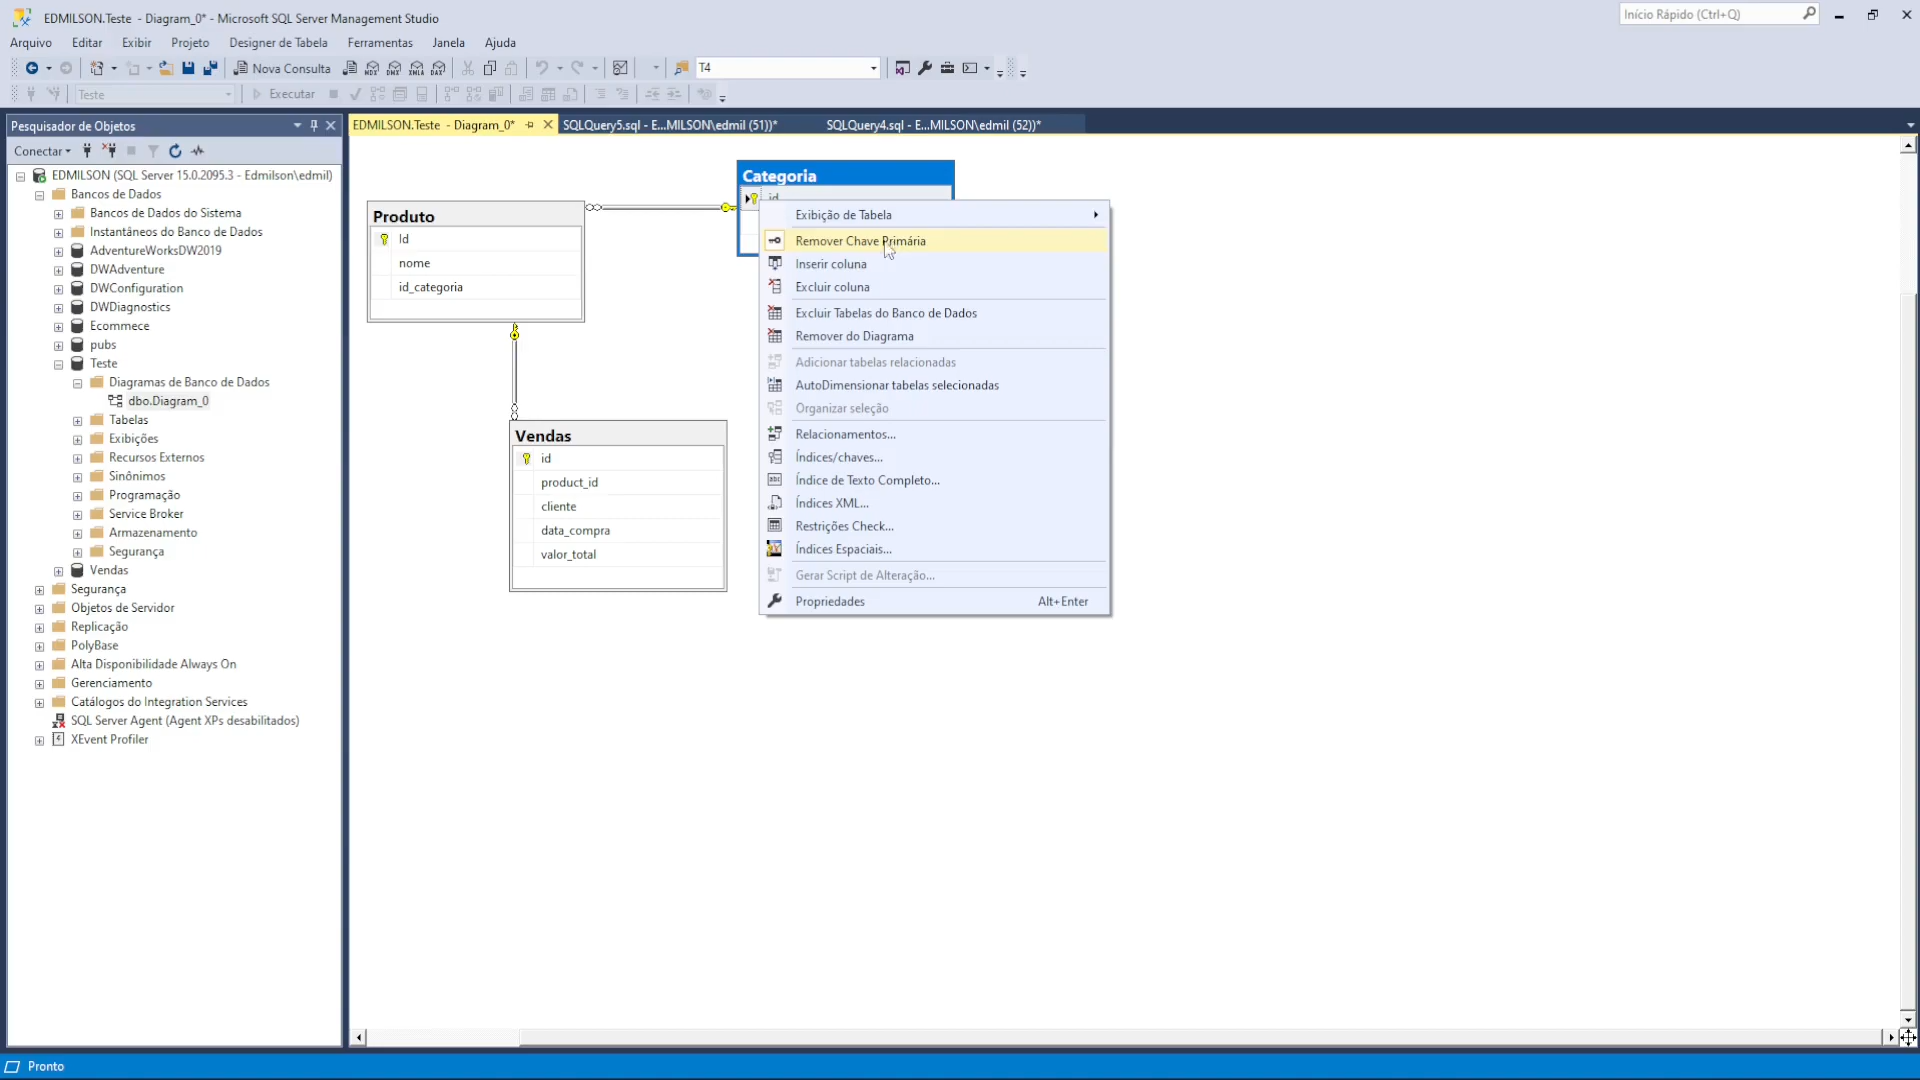 EDMILSON.Teste - Diagram_0* - Microsoft SQL Server Management Studio
Início Rápido (Ctrl+Q)
Arquivo Editar Exibir Projeto Designer de Tabela Ferramentas Janela Ajuda
Nova Consulta MDX DMX XMLA DAX T4
Teste Executar
Pesquisador de Objetos
EDMILSON.Teste - Diagram_0* SQLQuery5.sql - E...MILSON\edmil (51))* SQLQuery4.sql - E...MILSON\edmil (52))*
Conectar
EDMILSON (SQL Server 15.0.2095.3 - Edmilson\edmil)
Bancos de Dados
Bancos de Dados do Sistema
Instantâneos do Banco de Dados
AdventureWorksDW2019
DWAdventure
DWConfiguration
DWDiagnostics
Ecommece
pubs
Teste
Diagramas de Banco de Dados
dbo.Diagram_0
Tabelas
Exibições
Recursos Externos
Sinônimos
Programação
Service Broker
Armazenamento
Segurança
Vendas
Segurança
Objetos de Servidor
Replicação
PolyBase
Alta Disponibilidade Always On
Gerenciamento
Catálogos do Integration Services
SQL Server Agent (Agent XPs desabilitados)
XEvent Profiler
Produto
Id
nome
id_categoria
Vendas
id
product_id
cliente
data_compra
valor_total
Categoria
id
Exibição de Tabela
Remover Chave Primária
Inserir coluna
Excluir coluna
Excluir Tabelas do Banco de Dados
Remover do Diagrama
Adicionar tabelas relacionadas
AutoDimensionar tabelas selecionadas
Organizar seleção
Relacionamentos...
Índices/chaves...
Índice de Texto Completo...
Índices XML...
Restrições Check...
Índices Espaciais...
Gerar Script de Alteração...
Propriedades Alt+Enter
Pronto